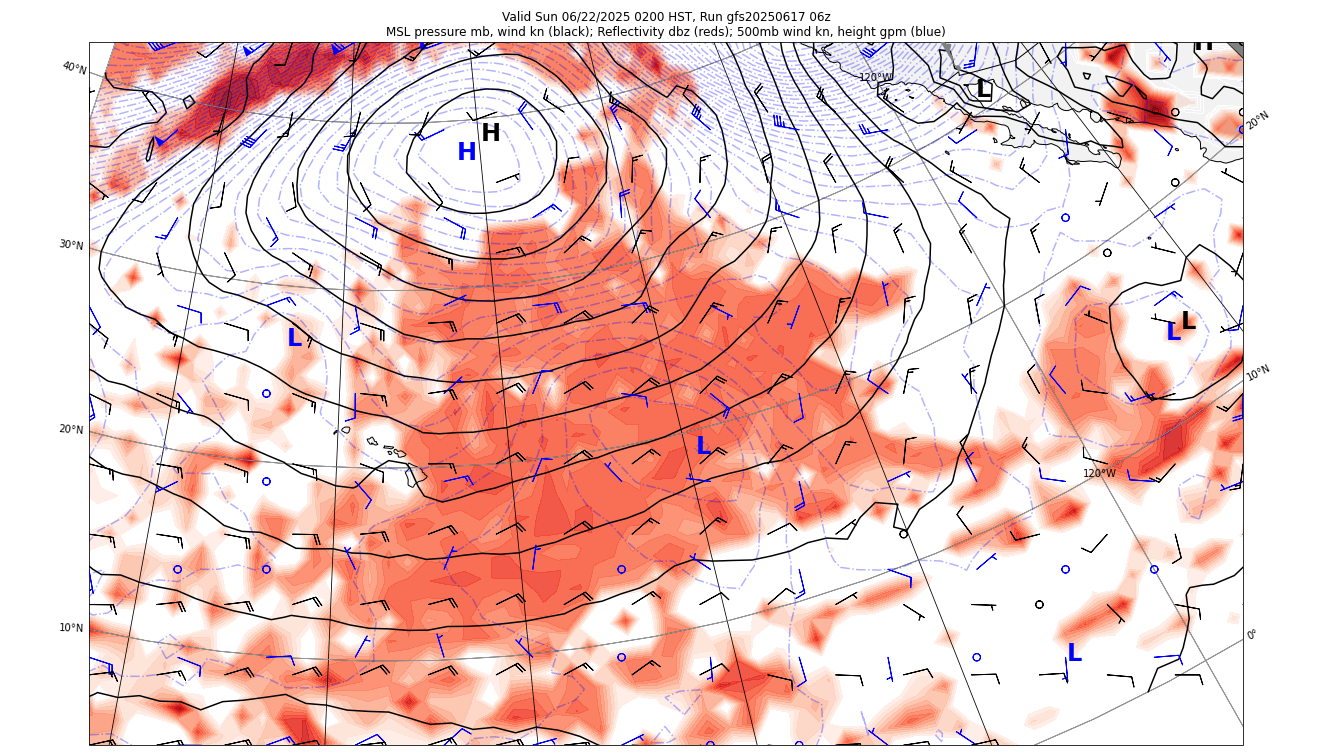 Valid Sun 06/22/2025 0200 HST, Run gfs20250617 06z
MSL pressure mb, wind kn (black); Reflectivity dbz (reds); 500mb wind kn, height gpm (blue)
H
40°N
120°W
L
20°N
H
H
30°N
L
L
L
10°N
20°N
L
120°W
10°N
0°
L